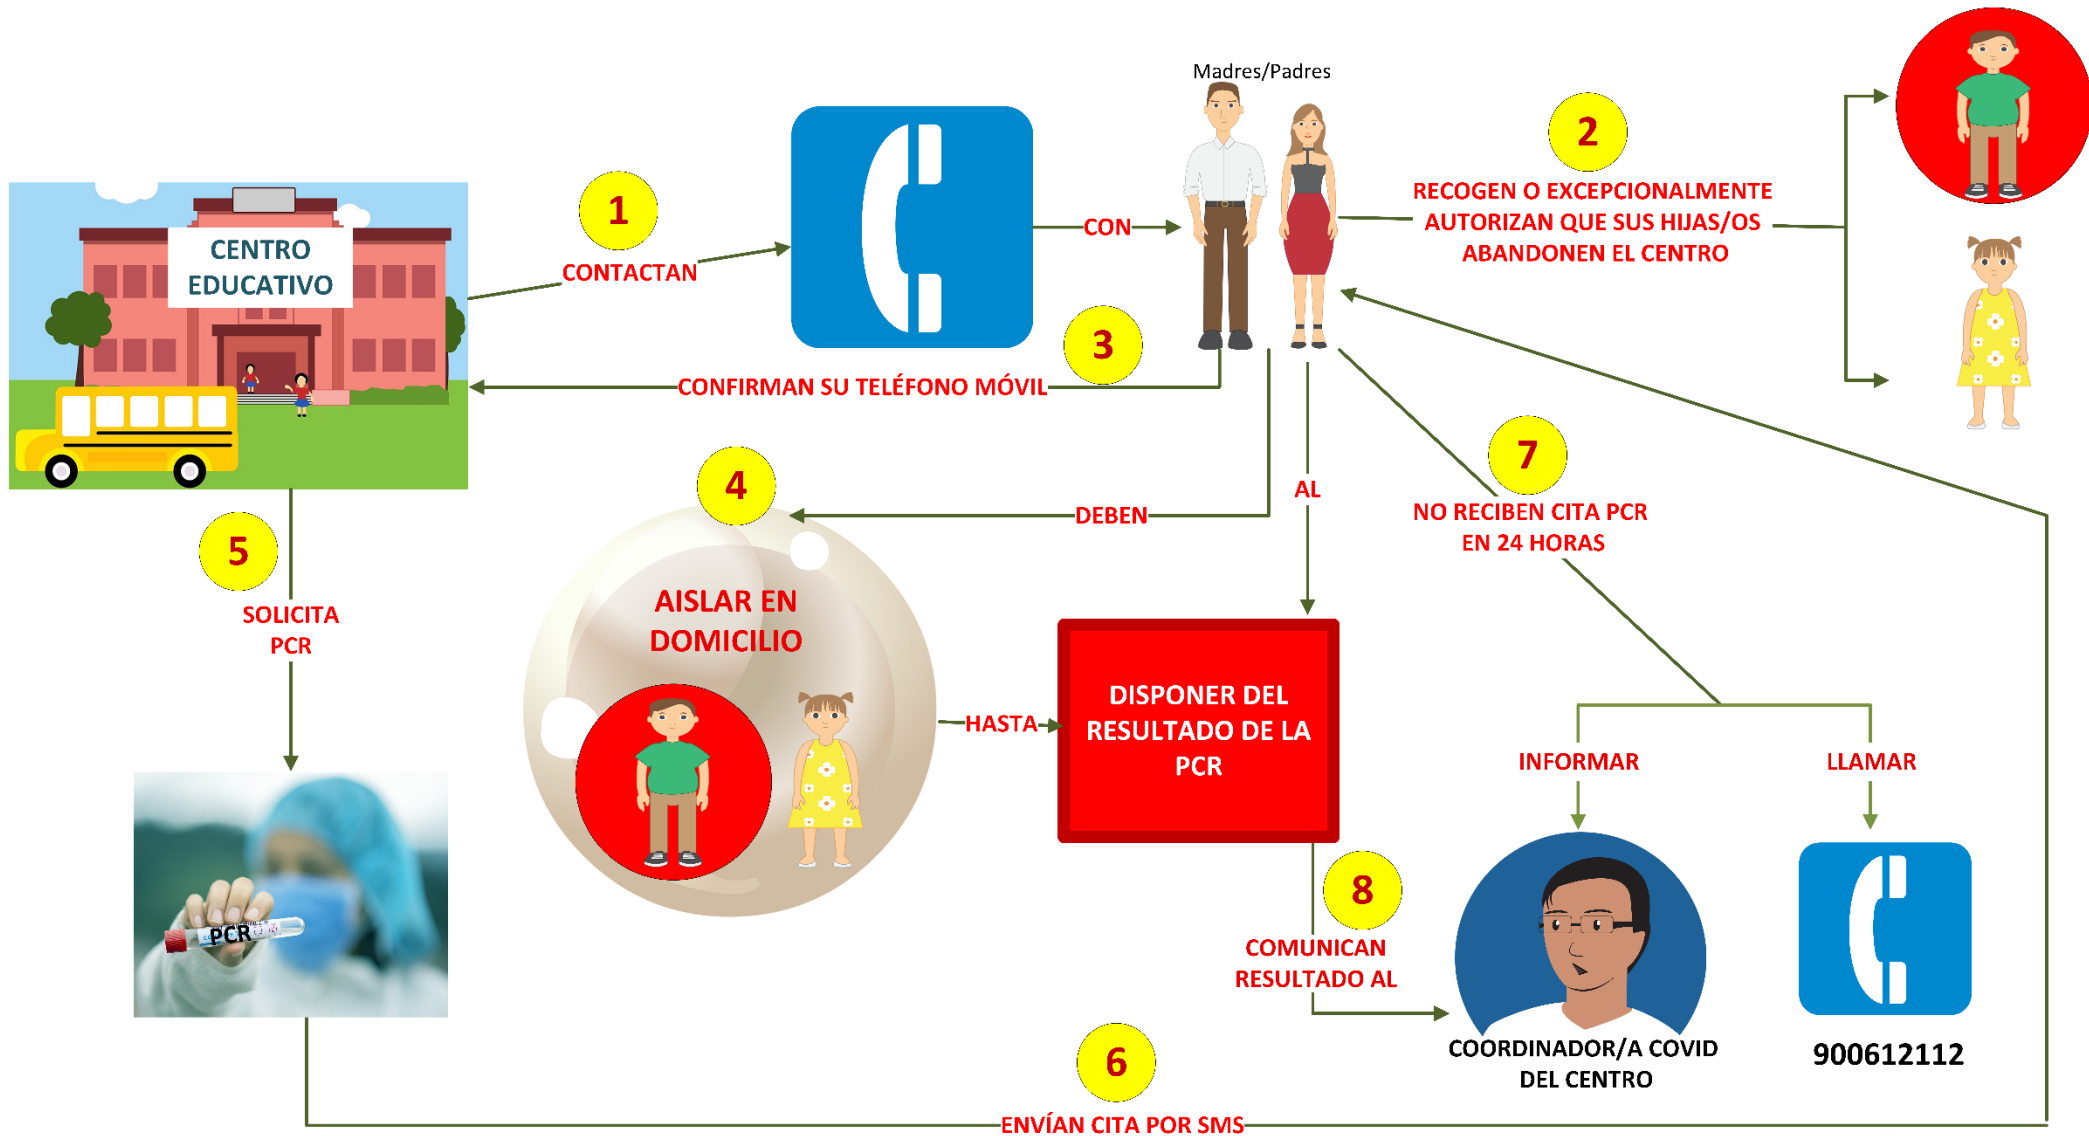 Madres/Padres
CENTRO
EDUCATIVO
1
CONTACTAN
CON
2
RECOGEN O EXCEPCIONALMENTE
AUTORIZAN QUE SUS HIJAS/OS
ABANDONEN EL CENTRO
3
CONFIRMAN SU TELÉFONO MÓVIL
4
DEBEN
AISLAR EN
DOMICILIO
HASTA
AL
DISPONER DEL
RESULTADO DE LA
PCR
5
SOLICITA
PCR
PCR
6
ENVÍAN CITA POR SMS
7
NO RECIBEN CITA PCR
EN 24 HORAS
INFORMAR
LLAMAR
8
COMUNICAN
RESULTADO AL
COORDINADOR/A COVID
DEL CENTRO
900612112